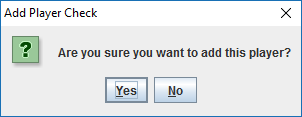 Add Player Check
Are you sure you want to add this player?
Yes No